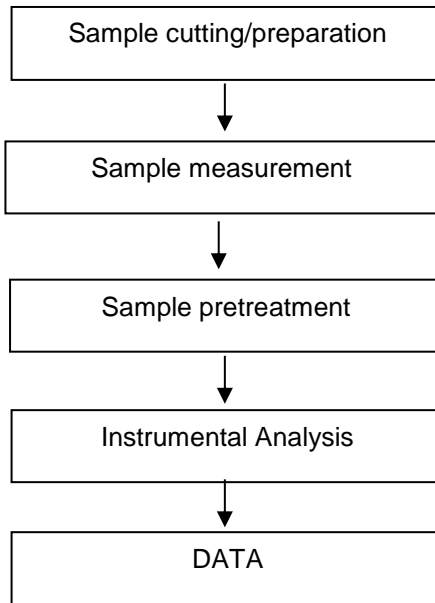 Sample cutting/preparation
Sample measurement
Sample pretreatment
Instrumental Analysis
DATA